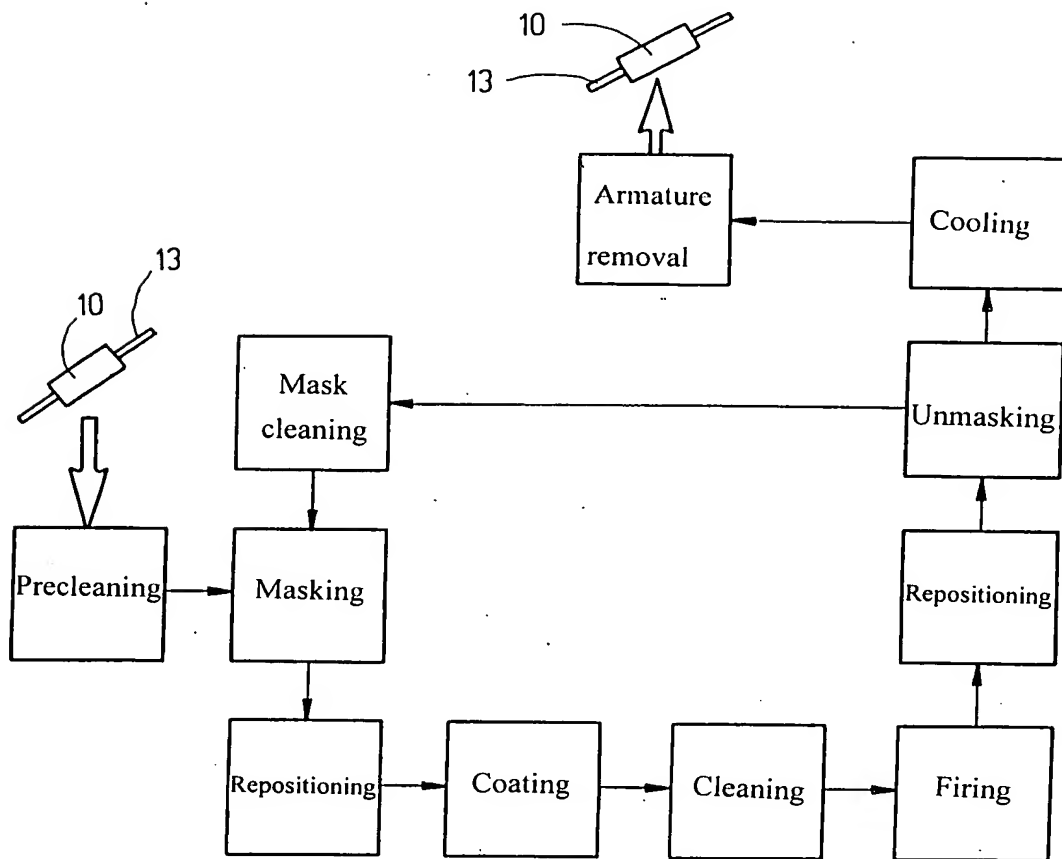 10
13
Armature
removal
Cooling
13
10
Mask
cleaning
Unmasking
Precleaning
Masking
Repositioning
Repositioning
Coating
Cleaning
Firing